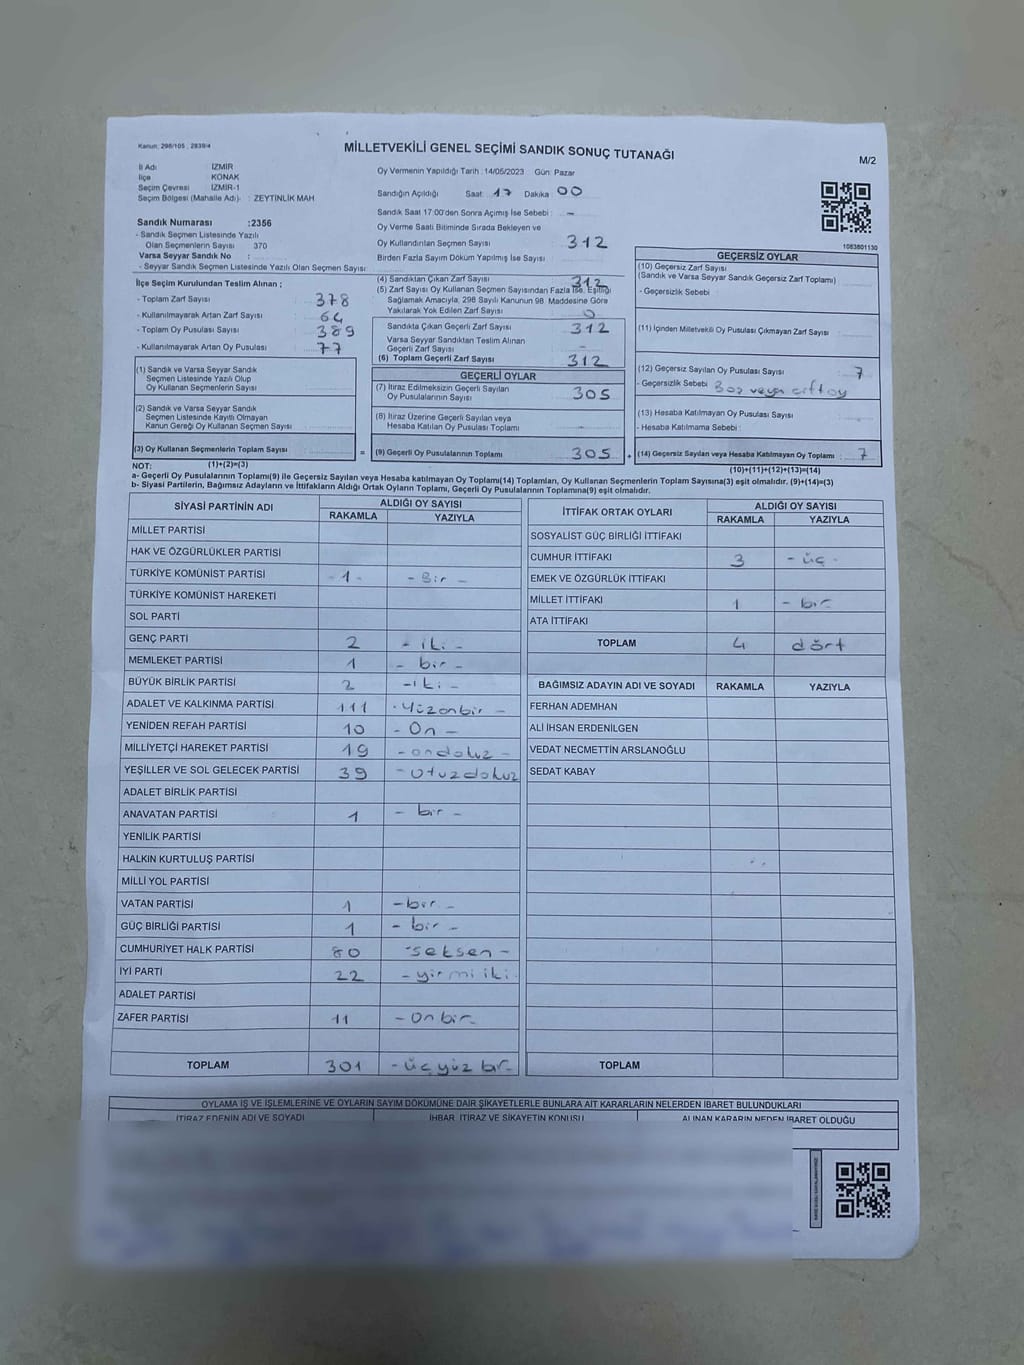 Kanun: 298/105 , 2839/4
MİLLETVEKİLİ GENEL SEÇİMİ SANDIK SONUÇ TUTANAĞI
M/2
İl Adı : İZMİR
İlçe : KONAK
Seçim Çevresi : İZMİR-1
Seçim Bölgesi (Mahalle Adı) : ZEYTİNLİK MAH
Sandık Numarası :2356
- Sandık Seçmen Listesinde Yazılı
Olan Seçmenlerin Sayısı : 370
Varsa Seyyar Sandık No :
- Seyyar Sandık Seçmen Listesinde Yazılı Olan Seçmen Sayısı :
İlçe Seçim Kurulundan Teslim Alınan ;
- Toplam Zarf Sayısı : 378
- Kullanılmayarak Artan Zarf Sayısı : 64
- Toplam Oy Pusulası Sayısı : 389
- Kullanılmayarak Artan Oy Pusulası : 77
(1) Sandık ve Varsa Seyyar Sandık
Seçmen Listesinde Yazılı Olup
Oy Kullanan Seçmenlerin Sayısı :
(2) Sandık ve Varsa Seyyar Sandık
Seçmen Listesinde Kayıtlı Olmayan
Kanun Gereği Oy Kullanan Seçmen Sayısı :
(3) Oy Kullanan Seçmenlerin Toplam Sayısı :
Oy Vermenin Yapıldığı Tarih : 14/05/2023 Gün: Pazar
Sandığın Açıldığı Saat: 17 Dakika: 00
Sandık Saat 17:00'den Sonra Açılmış İse Sebebi : -
Oy Verme Saati Bitiminde Sırada Bekleyen ve
Oy Kullandırılan Seçmen Sayısı : 312
Birden Fazla Sayım Döküm Yapılmış İse Sayısı :
(4) Sandıktan Çıkan Zarf Sayısı : 312
(5) Zarf Sayısı Oy Kullanan Seçmen Sayısından Fazla İse, Eşitliği
Sağlamak Amacıyla, 298 Sayılı Kanunun 98. Maddesine Göre
Yakılarak Yok Edilen Zarf Sayısı : 0
Sandıkta Çıkan Geçerli Zarf Sayısı : 312
Varsa Seyyar Sandıktan Teslim Alınan
Geçerli Zarf Sayısı : -
(6) Toplam Geçerli Zarf Sayısı : 312
GEÇERLİ OYLAR
(7) İtiraz Edilmeksizin Geçerli Sayılan
Oy Pusulalarının Sayısı : 305
(8) İtiraz Üzerine Geçerli Sayılan veya
Hesaba Katılan Oy Pusulası Toplamı :
= (9) Geçerli Oy Pusulalarının Toplamı : 305
1083801130
GEÇERSİZ OYLAR
(10) Geçersiz Zarf Sayısı
(Sandık ve Varsa Seyyar Sandık Geçersiz Zarf Toplamı) :
- Geçersizlik Sebebi :
(11) İçinden Milletvekili Oy Pusulası Çıkmayan Zarf Sayısı :
(12) Geçersiz Sayılan Oy Pusulası Sayısı : 7
- Geçersizlik Sebebi : Boş veya çift oy
(13) Hesaba Katılmayan Oy Pusulası Sayısı :
- Hesaba Katılmama Sebebi :
+ (14) Geçersiz Sayılan veya Hesaba Katılmayan Oy Toplamı : 7
NOT: (1)+(2)=(3) (10)+(11)+(12)+(13)=(14)
a- Geçerli Oy Pusulalarının Toplamı(9) ile Geçersiz Sayılan veya Hesaba katılmayan Oy Toplamı(14) Toplamları, Oy Kullanan Seçmenlerin Toplam Sayısına(3) eşit olmalıdır. (9)+(14)=(3)
b- Siyasi Partilerin, Bağımsız Adayların ve İttifakların Aldığı Ortak Oyların Toplamı, Geçerli Oy Pusulalarının Toplamına(9) eşit olmalıdır.
SİYASİ PARTİNİN ADI ALDIĞI OY SAYISI
RAKAMLA YAZIYLA
MİLLET PARTİSİ
HAK VE ÖZGÜRLÜKLER PARTİSİ
TÜRKİYE KOMÜNİST PARTİSİ - 1 - - Bir -
TÜRKİYE KOMÜNİST HAREKETİ
SOL PARTİ
GENÇ PARTİ 2 - iki -
MEMLEKET PARTİSİ 1 - bir -
BÜYÜK BİRLİK PARTİSİ 2 - iki -
ADALET VE KALKINMA PARTİSİ 111 - Yüzonbir -
YENİDEN REFAH PARTİSİ 10 - On -
MİLLİYETÇİ HAREKET PARTİSİ 19 - ondokuz -
YEŞİLLER VE SOL GELECEK PARTİSİ 39 - Otuzdokuz
ADALET BİRLİK PARTİSİ
ANAVATAN PARTİSİ 1 - bir -
YENİLİK PARTİSİ
HALKIN KURTULUŞ PARTİSİ
MİLLİ YOL PARTİSİ
VATAN PARTİSİ 1 - bir -
GÜÇ BİRLİĞİ PARTİSİ 1 - bir -
CUMHURİYET HALK PARTİSİ 80 - seksen -
İYİ PARTİ 22 - yirmi iki -
ADALET PARTİSİ
ZAFER PARTİSİ 11 - On bir -
TOPLAM 301 - üçyüz bir -
İTTİFAK ORTAK OYLARI ALDIĞI OY SAYISI
RAKAMLA YAZIYLA
SOSYALİST GÜÇ BİRLİĞİ İTTİFAKI
CUMHUR İTTİFAKI 3 - üç -
EMEK VE ÖZGÜRLÜK İTTİFAKI
MİLLET İTTİFAKI 1 - bir -
ATA İTTİFAKI
TOPLAM 4 dört
BAĞIMSIZ ADAYIN ADI VE SOYADI RAKAMLA YAZIYLA
FERHAN ADEMHAN
ALİ İHSAN ERDENİLGEN
VEDAT NECMETTİN ARSLANOĞLU
SEDAT KABAY
TOPLAM
OYLAMA İŞ VE İŞLEMLERİNE VE OYLARIN SAYIM DÖKÜMÜNE DAİR ŞİKAYETLERLE BUNLARA AİT KARARLARIN NELERDEN İBARET BULUNDUKLARI
İTİRAZ EDENİN ADI VE SOYADI İHBAR, İTİRAZ VE ŞİKAYETİN KONUSU ALINAN KARARIN NEDEN İBARET OLDUĞU